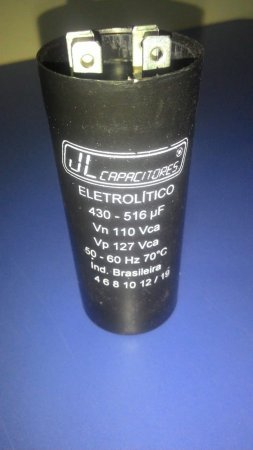 JL CAPACITORES ®
ELETROLÍTICO
430 - 516 µF
Vn 110 Vca
Vp 127 Vca
50 - 60 Hz 70°C
Ind. Brasileira
4 6 8 10 12 / 19